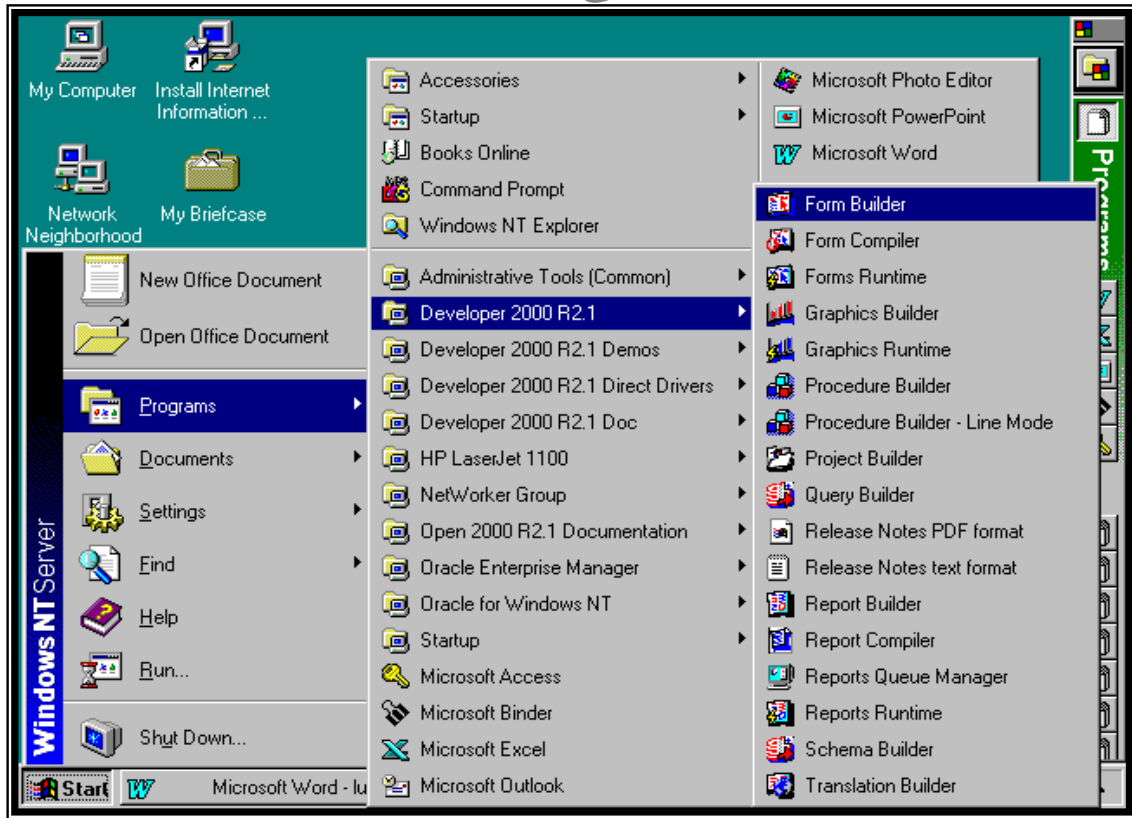 My Computer
Install Internet
Information ...
Network
Neighborhood
My Briefcase
New Office Document
Open Office Document
Programs
Documents
Settings
Find
Help
Run...
Shut Down...
Windows NT Server
Start
Microsoft Word - lu
Accessories
Startup
Books Online
Command Prompt
Windows NT Explorer
Administrative Tools (Common)
Developer 2000 R2.1
Developer 2000 R2.1 Demos
Developer 2000 R2.1 Direct Drivers
Developer 2000 R2.1 Doc
HP LaserJet 1100
NetWorker Group
Open 2000 R2.1 Documentation
Oracle Enterprise Manager
Oracle for Windows NT
Startup
Microsoft Access
Microsoft Binder
Microsoft Excel
Microsoft Outlook
Microsoft Photo Editor
Microsoft PowerPoint
Microsoft Word
Form Builder
Form Compiler
Forms Runtime
Graphics Builder
Graphics Runtime
Procedure Builder
Procedure Builder - Line Mode
Project Builder
Query Builder
Release Notes PDF format
Release Notes text format
Report Builder
Report Compiler
Reports Queue Manager
Reports Runtime
Schema Builder
Translation Builder
Programs